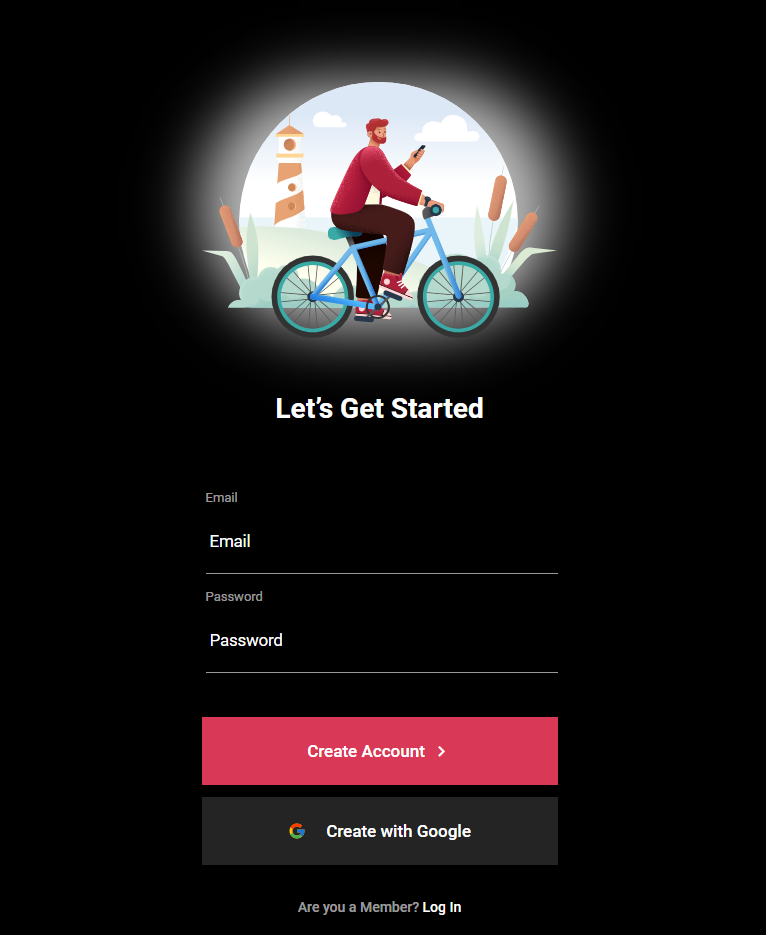 Let’s Get Started
Email
Email
Password
Password
Create Account
Create with Google
Are you a Member? Log In